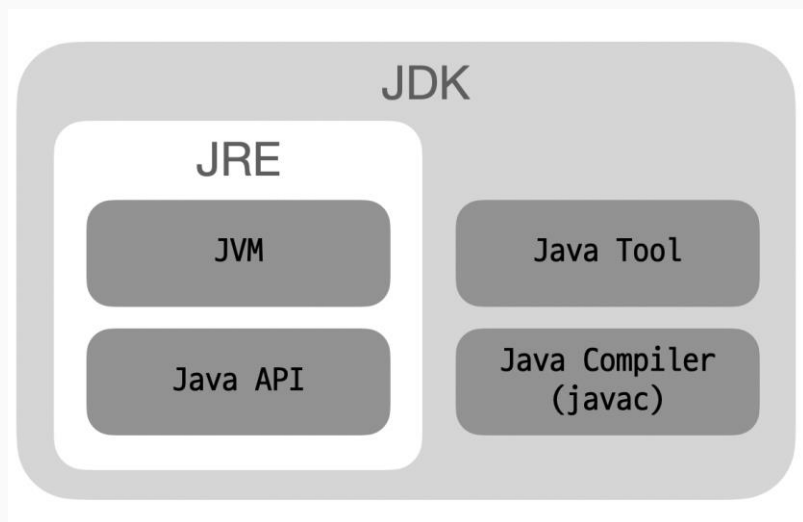 JDK
JRE
JVM
Java Tool
Java API
Java Compiler
(javac)